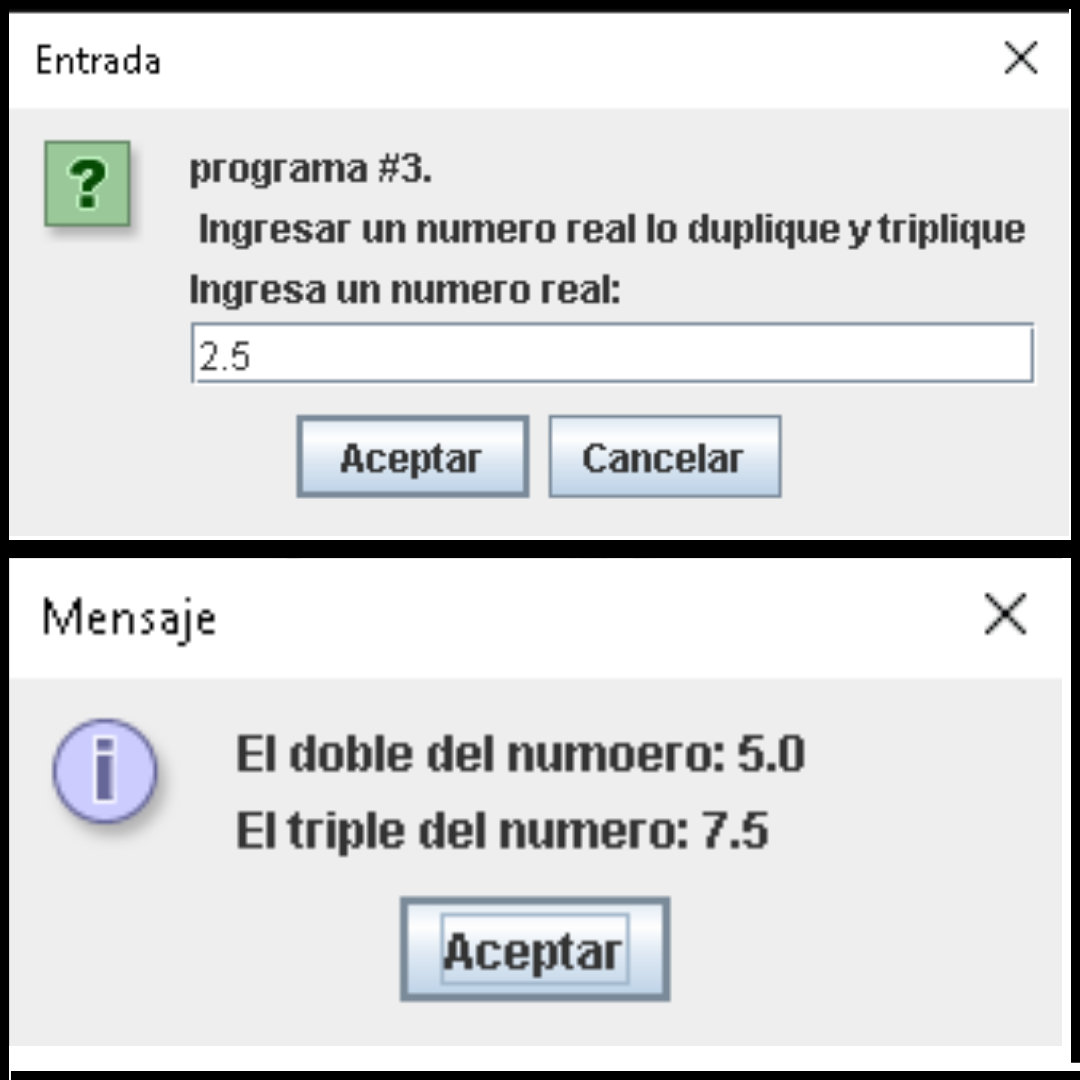 Entrada
programa #3.
Ingresar un numero real lo duplique y triplique
Ingresa un numero real:
2.5
Aceptar Cancelar
Mensaje
El doble del numoero: 5.0
El triple del numero: 7.5
Aceptar